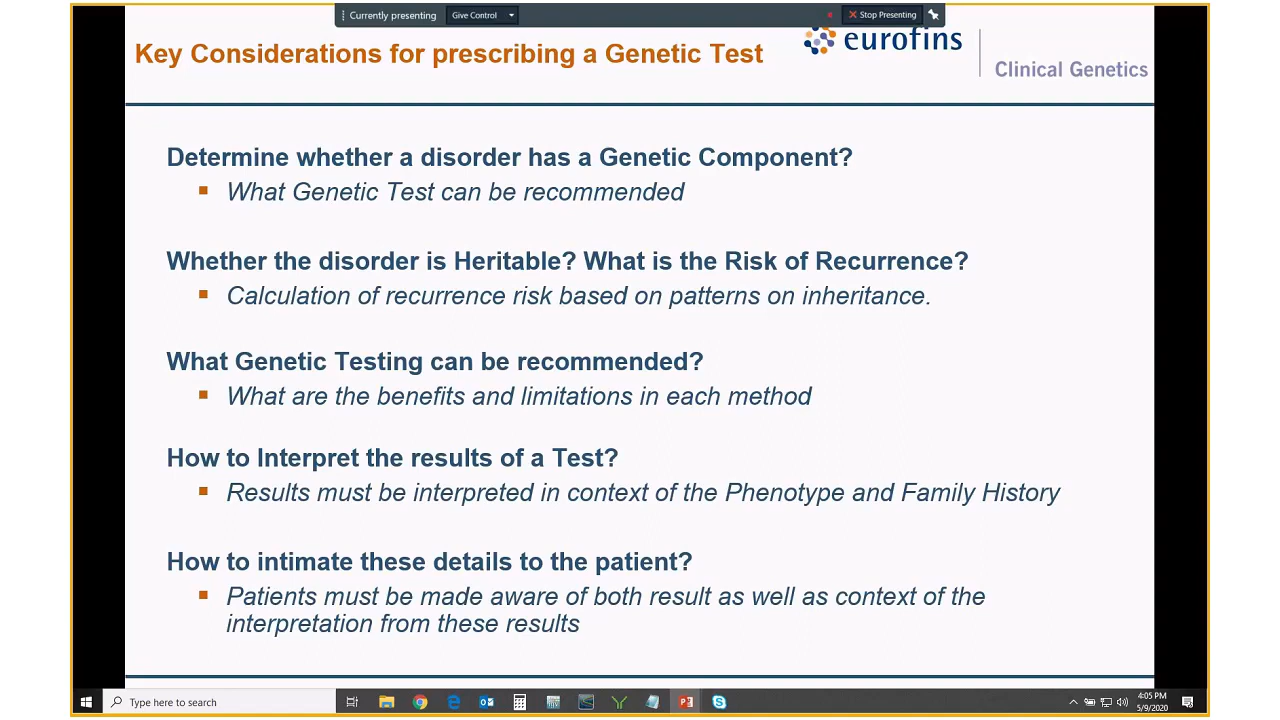 Currently presenting Give Control Stop Presenting
Key Considerations for prescribing a Genetic Test
eurofins
Clinical Genetics
Determine whether a disorder has a Genetic Component?
What Genetic Test can be recommended
Whether the disorder is Heritable? What is the Risk of Recurrence?
Calculation of recurrence risk based on patterns on inheritance.
What Genetic Testing can be recommended?
What are the benefits and limitations in each method
How to Interpret the results of a Test?
Results must be interpreted in context of the Phenotype and Family History
How to intimate these details to the patient?
Patients must be made aware of both result as well as context of the
interpretation from these results
Type here to search
4:05 PM
5/9/2020